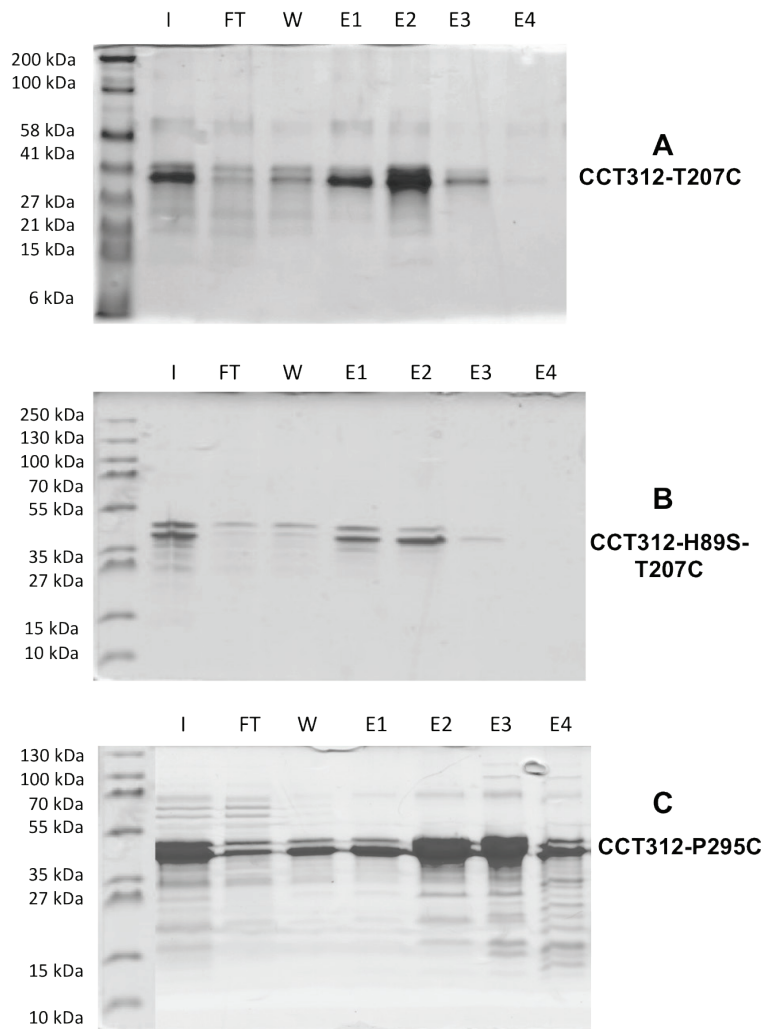 I FT W E1 E2 E3 E4
200 kDa
100 kDa
58 kDa
41 kDa
27 kDa
21 kDa
15 kDa
6 kDa
A
CCT312-T207C
I FT W E1 E2 E3 E4
250 kDa
130 kDa
100 kDa
70 kDa
55 kDa
35 kDa
27 kDa
15 kDa
10 kDa
B
CCT312-H89S-
T207C
I FT W E1 E2 E3 E4
130 kDa
100 kDa
70 kDa
55 kDa
35 kDa
27 kDa
15 kDa
10 kDa
C
CCT312-P295C